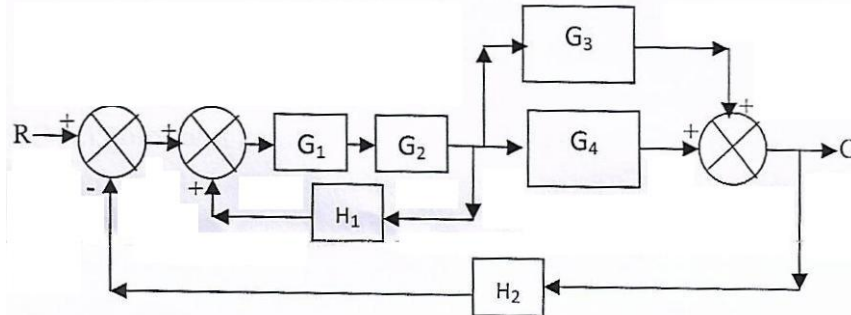 G3
+
+ + + G4
R G1 G2 C
- +
H1
H2